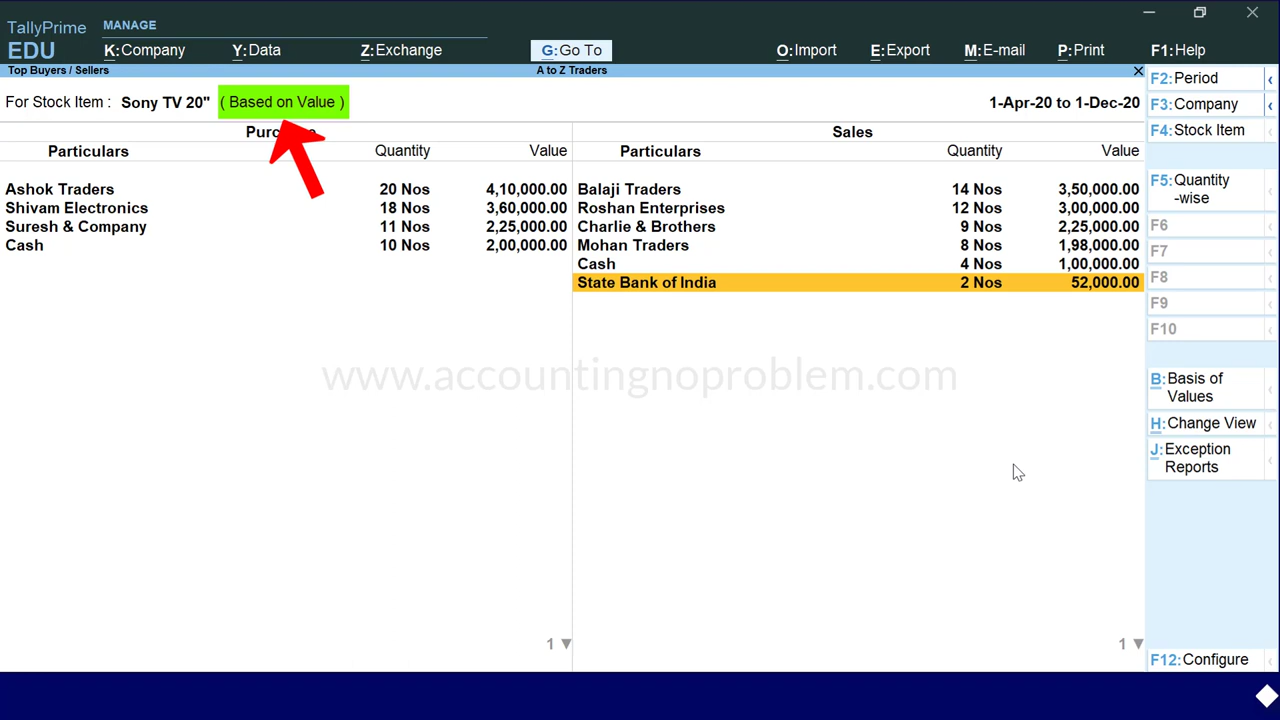 TallyPrime
EDU
MANAGE
K:Company Y:Data Z:Exchange G:Go To O:Import E:Export M:E-mail P:Print F1:Help
Top Buyers / Sellers A to Z Traders
For Stock Item : Sony TV 20" ( Based on Value ) 1-Apr-20 to 1-Dec-20
Sales
Particulars Quantity Value Particulars Quantity Value
Ashok Traders 20 Nos 4,10,000.00 Balaji Traders 14 Nos 3,50,000.00
Shivam Electronics 18 Nos 3,60,000.00 Roshan Enterprises 12 Nos 3,00,000.00
Suresh & Company 11 Nos 2,25,000.00 Charlie & Brothers 9 Nos 2,25,000.00
Cash 10 Nos 2,00,000.00 Mohan Traders 8 Nos 1,98,000.00
Cash 4 Nos 1,00,000.00
State Bank of India 2 Nos 52,000.00
www.accountingnoproblem.com
1 1
F2:Period
F3:Company
F4:Stock Item
F5:Quantity
-wise
F6
F7
F8
F9
F10
B:Basis of
Values
H:Change View
J:Exception
Reports
F12:Configure